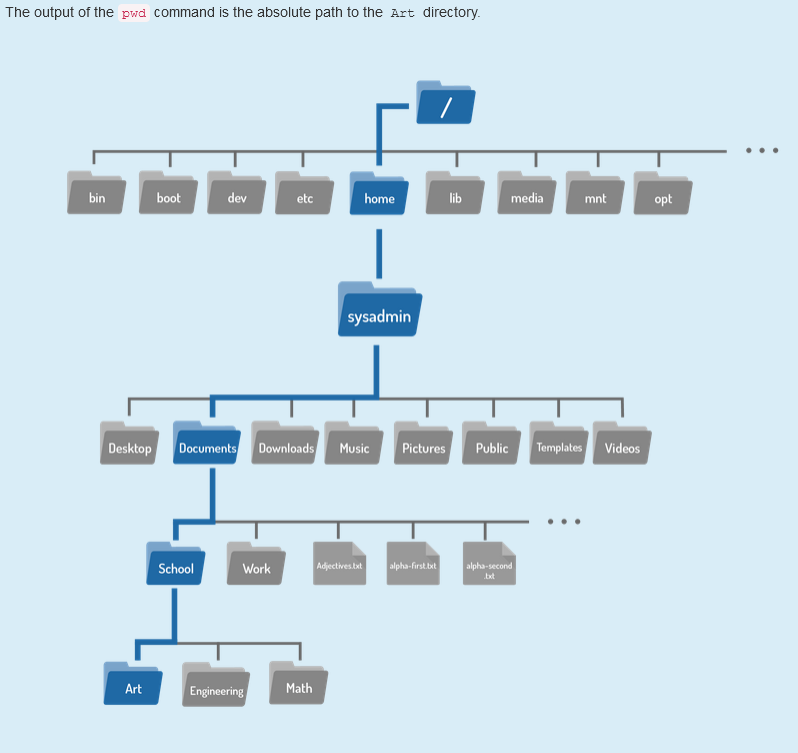 The output of the pwd command is the absolute path to the Art directory.
/
bin boot dev etc home lib media mnt opt
sysadmin
Desktop Documents Downloads Music Pictures Public Templates Videos
School Work Adjectives.txt alpha-first.txt alpha-second
.txt
Art Engineering Math